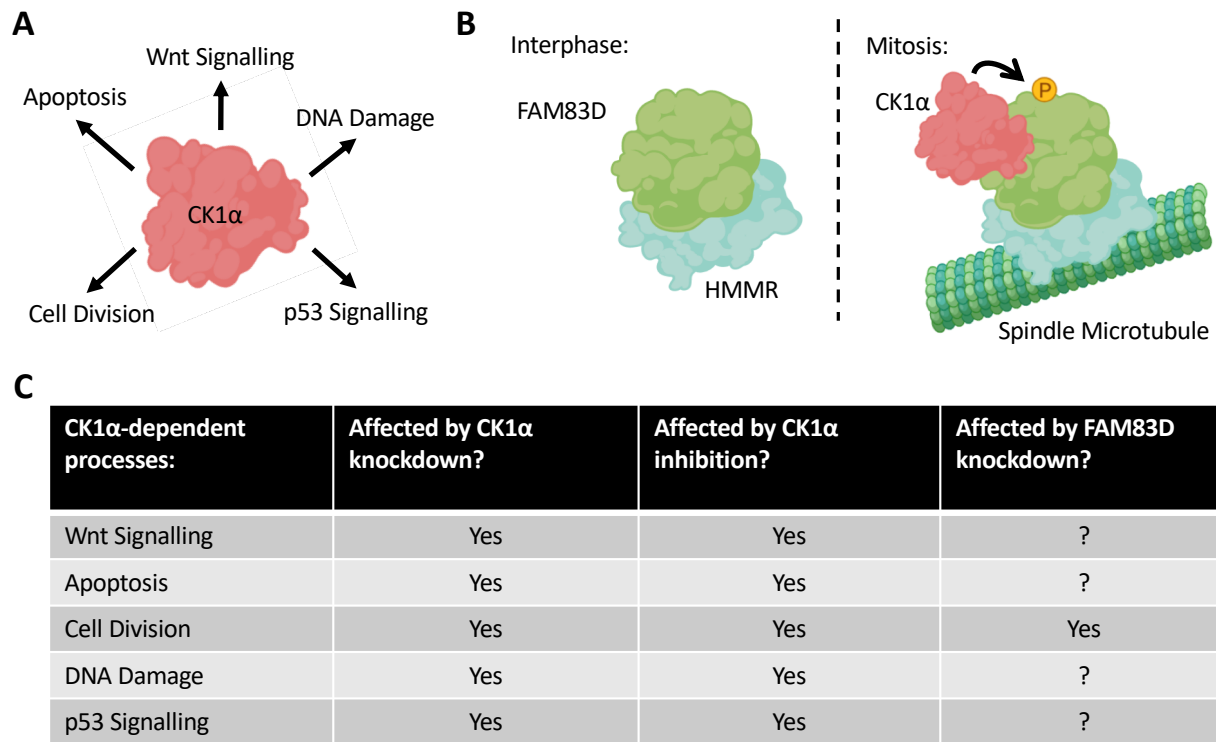 A
Wnt Signalling
Apoptosis
DNA Damage
CK1α
Cell Division
p53 Signalling
B
Interphase:
FAM83D
HMMR
Mitosis:
CK1α
P
Spindle Microtubule
C
CK1α-dependent processes: Affected by CK1α knockdown? Affected by CK1α inhibition? Affected by FAM83D knockdown?
Wnt Signalling Yes Yes ?
Apoptosis Yes Yes ?
Cell Division Yes Yes Yes
DNA Damage Yes Yes ?
p53 Signalling Yes Yes ?